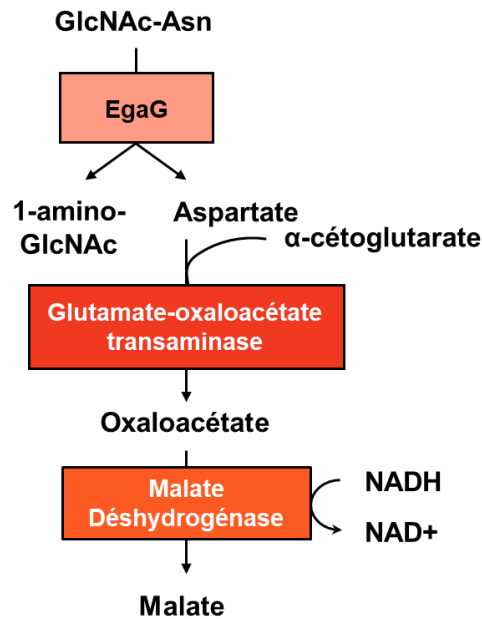 GlcNAc-Asn
EgaG
1-amino-
GlcNAc
Aspartate
α-cétoglutarate
Glutamate-oxaloacétate
transaminase
Oxaloacétate
Malate
Déshydrogénase
NADH
NAD+
Malate